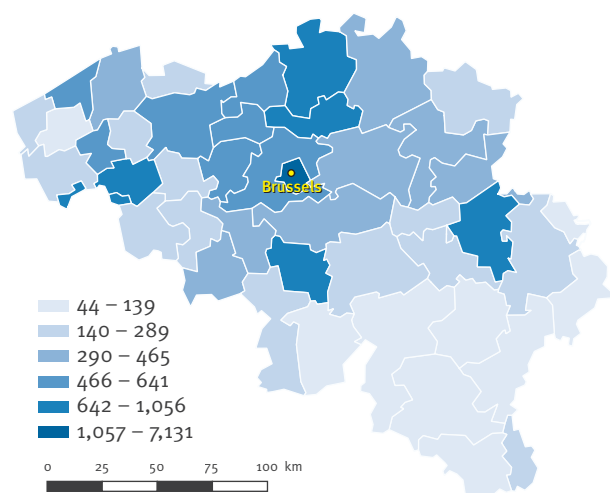 Brussels
44 – 139
140 – 289
290 – 465
466 – 641
642 – 1,056
1,057 – 7,131
0 25 50 75 100 km